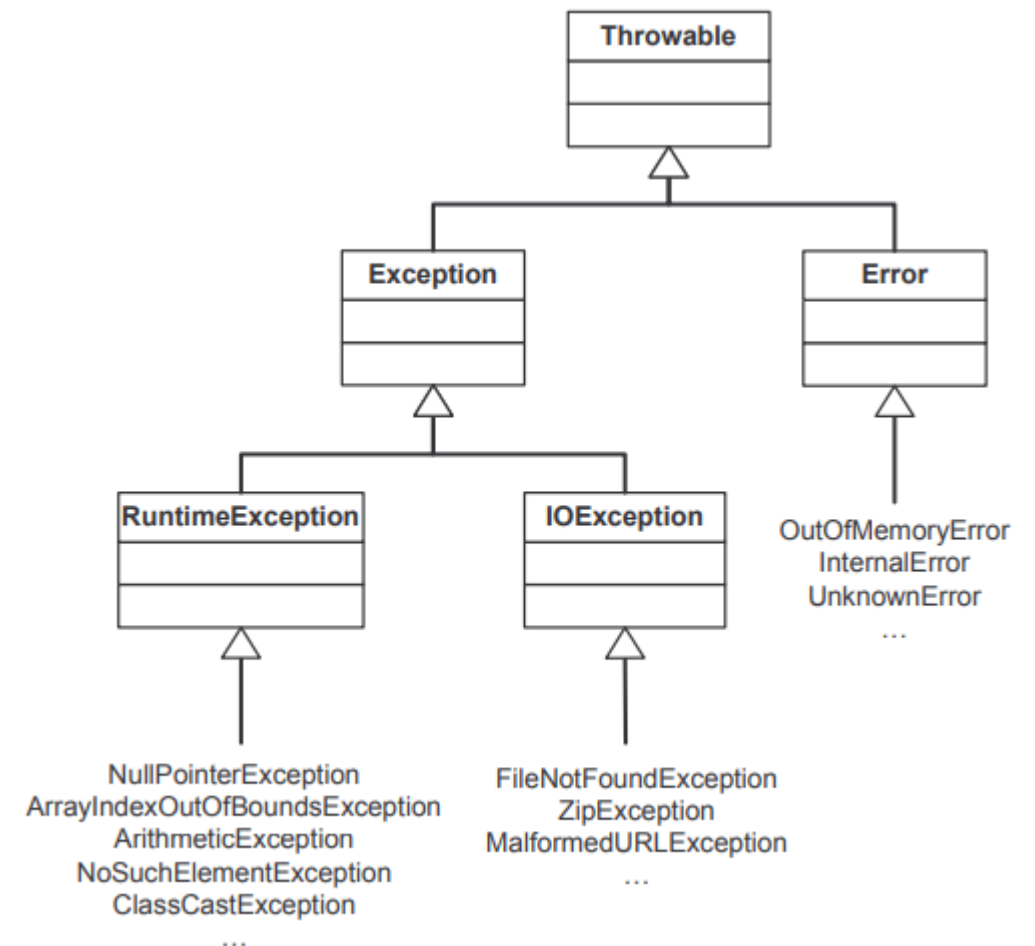 Throwable
Exception
Error
RuntimeException
IOException
OutOfMemoryError
InternalError
UnknownError
...
NullPointerException
ArrayIndexOutOfBoundsException
ArithmeticException
NoSuchElementException
ClassCastException
...
FileNotFoundException
ZipException
MalformedURLException
...